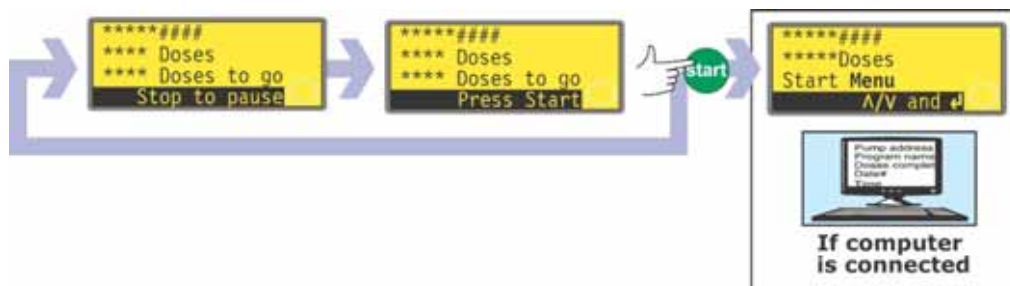 *****####
**** Doses
**** Doses to go
Stop to pause
*****####
**** Doses
**** Doses to go
Press Start
start
*****####
*****Doses
Start Menu
Λ/V and ↵
Pump address
Program name
Doses complet
Date#
Time
If computer
is connected